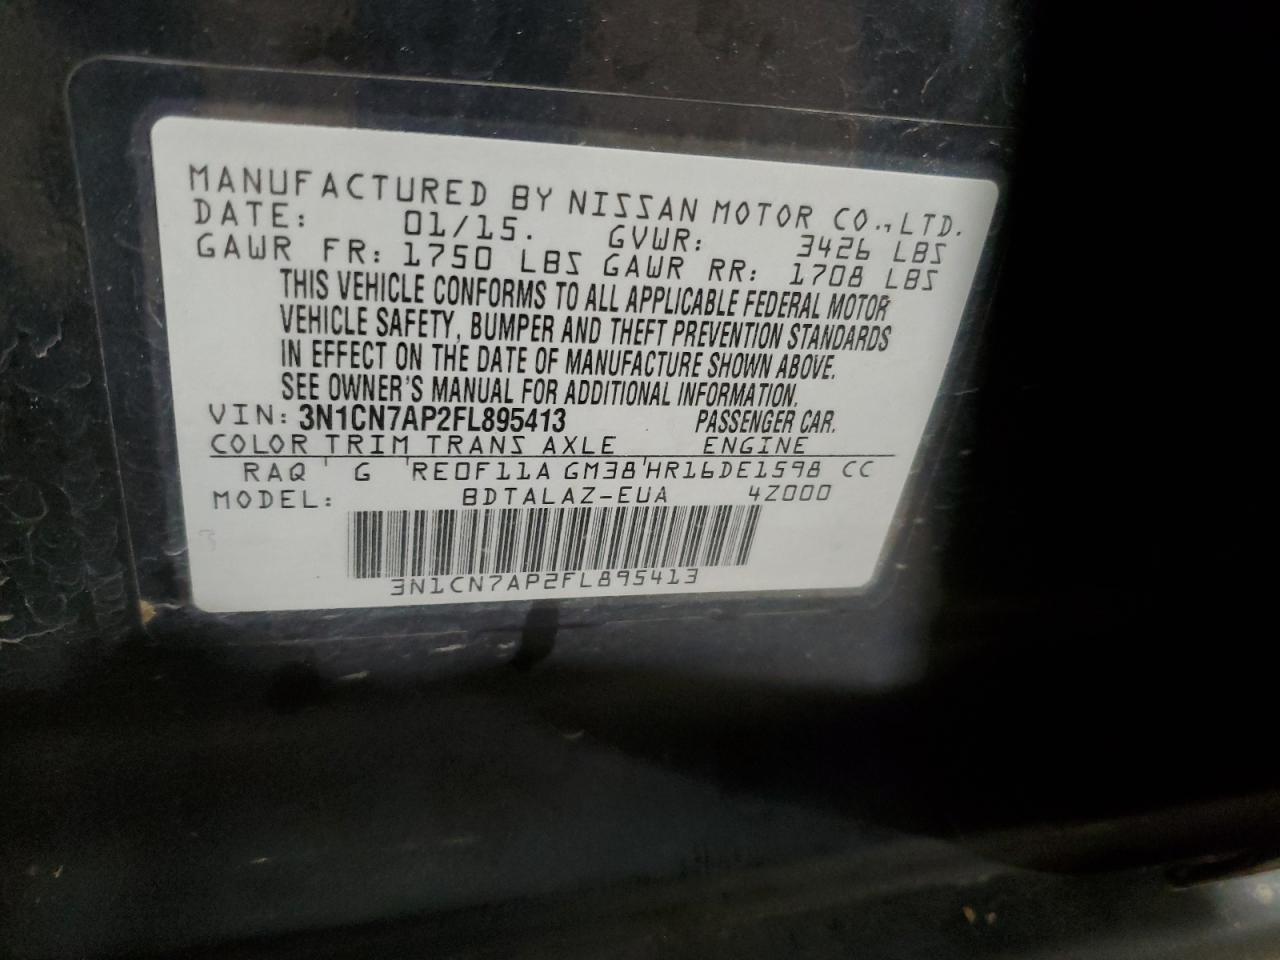 MANUFACTURED BY NISSAN MOTOR CO.,LTD.
DATE: 01/15. GVWR: 3426 LBS
GAWR FR: 1750 LBS GAWR RR: 1708 LBS
THIS VEHICLE CONFORMS TO ALL APPLICABLE FEDERAL MOTOR
VEHICLE SAFETY, BUMPER AND THEFT PREVENTION STANDARDS
IN EFFECT ON THE DATE OF MANUFACTURE SHOWN ABOVE.
SEE OWNER'S MANUAL FOR ADDITIONAL INFORMATION.
VIN: 3N1CN7AP2FL895413 PASSENGER CAR.
COLOR TRIM TRANS AXLE ENGINE
RAQ ' G 'RE0F11A GM38'HR16DE1598 CC
MODEL: BDTALAZ-EUA 4Z000
3N1CN7AP2FL895413